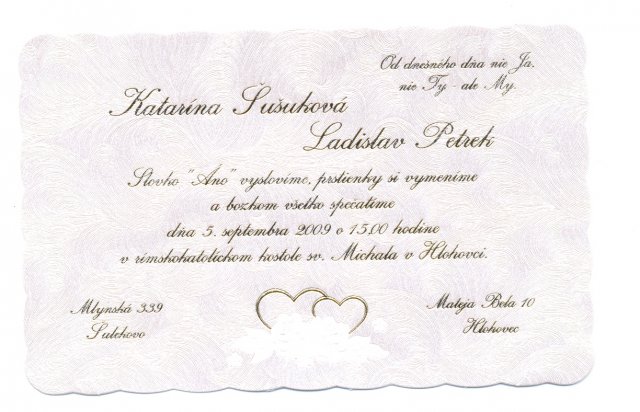 Od dnešného dňa nie Ja,
nie Ty - ale My.
Katarína Šušuková
Ladislav Petrek
Slovko "Áno" vyslovíme, prstienky si vymeníme
a bozkom všetko spečatíme
dňa 5. septembra 2009 o 15,00 hodine
v rímskokatolíckom kostole sv. Michala v Hlohovci.
Mlynská 339
Šulekovo
Mateja Bela 10
Hlohovec